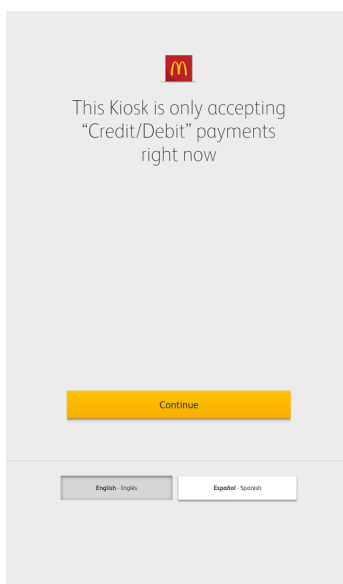 This Kiosk is only accepting
“Credit/Debit” payments
right now
Continue
English - Inglés
Español - Spanish